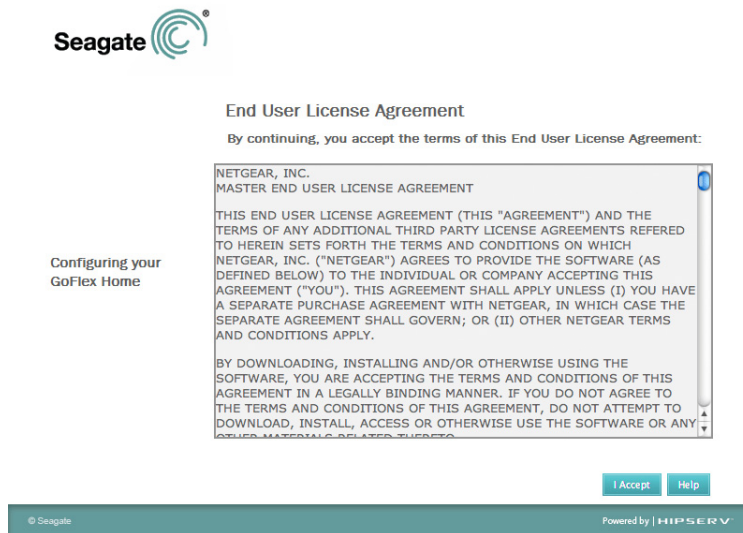 Seagate
End User License Agreement
By continuing, you accept the terms of this End User License Agreement:
NETGEAR, INC.
MASTER END USER LICENSE AGREEMENT
THIS END USER LICENSE AGREEMENT (THIS "AGREEMENT") AND THE
TERMS OF ANY ADDITIONAL THIRD PARTY LICENSE AGREEMENTS REFERED
TO HEREIN SETS FORTH THE TERMS AND CONDITIONS ON WHICH
NETGEAR, INC. ("NETGEAR") AGREES TO PROVIDE THE SOFTWARE (AS
DEFINED BELOW) TO THE INDIVIDUAL OR COMPANY ACCEPTING THIS
AGREEMENT ("YOU"). THIS AGREEMENT SHALL APPLY UNLESS (I) YOU HAVE
A SEPARATE PURCHASE AGREEMENT WITH NETGEAR, IN WHICH CASE THE
SEPARATE AGREEMENT SHALL GOVERN; OR (II) OTHER NETGEAR TERMS
AND CONDITIONS APPLY.
BY DOWNLOADING, INSTALLING AND/OR OTHERWISE USING THE
SOFTWARE, YOU ARE ACCEPTING THE TERMS AND CONDITIONS OF THIS
AGREEMENT IN A LEGALLY BINDING MANNER. IF YOU DO NOT AGREE TO
THE TERMS AND CONDITIONS OF THIS AGREEMENT, DO NOT ATTEMPT TO
DOWNLOAD, INSTALL, ACCESS OR OTHERWISE USE THE SOFTWARE OR ANY
OTHER MATERIALS RELATED THERETO
Configuring your
GoFlex Home
I Accept
Help
© Seagate
Powered by | HIPSERV™